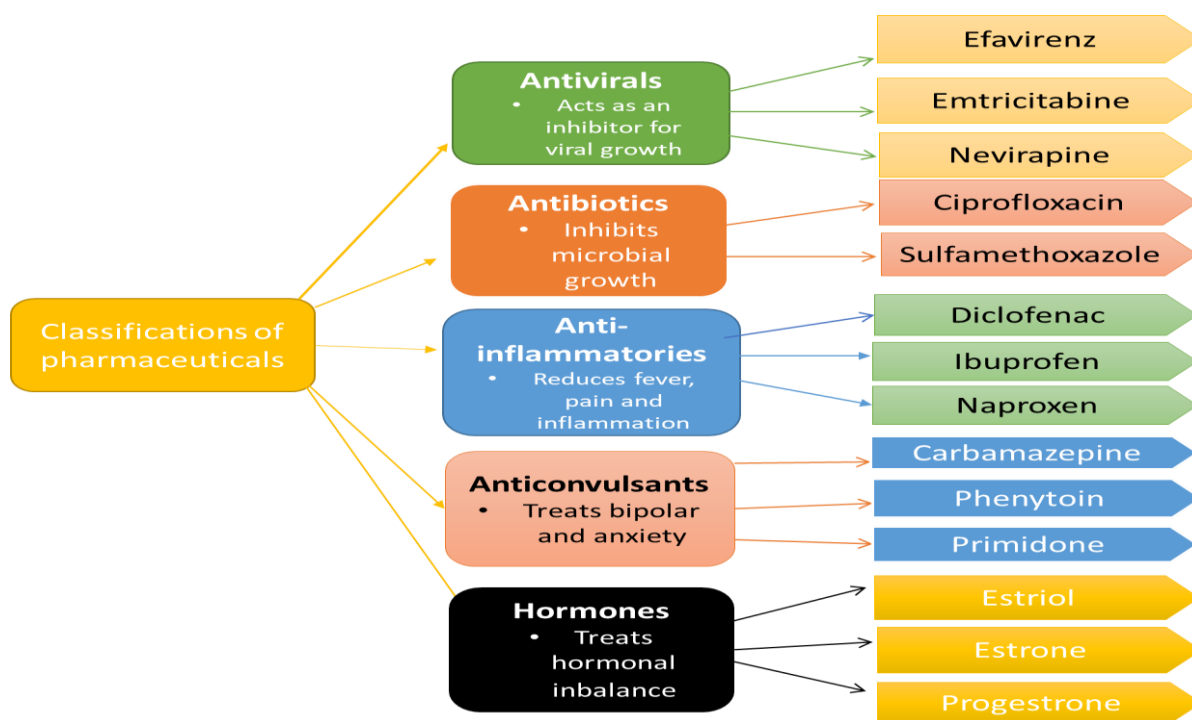 Classifications of
pharmaceuticals
Antivirals
• Acts as an
inhibitor for
viral growth
Efavirenz
Emtricitabine
Nevirapine
Antibiotics
• Inhibits
microbial
growth
Ciprofloxacin
Sulfamethoxazole
Anti-
inflammatories
• Reduces fever,
pain and
inflammation
Diclofenac
Ibuprofen
Naproxen
Anticonvulsants
• Treats bipolar
and anxiety
Carbamazepine
Phenytoin
Primidone
Hormones
• Treats
hormonal
inbalance
Estriol
Estrone
Progestrone